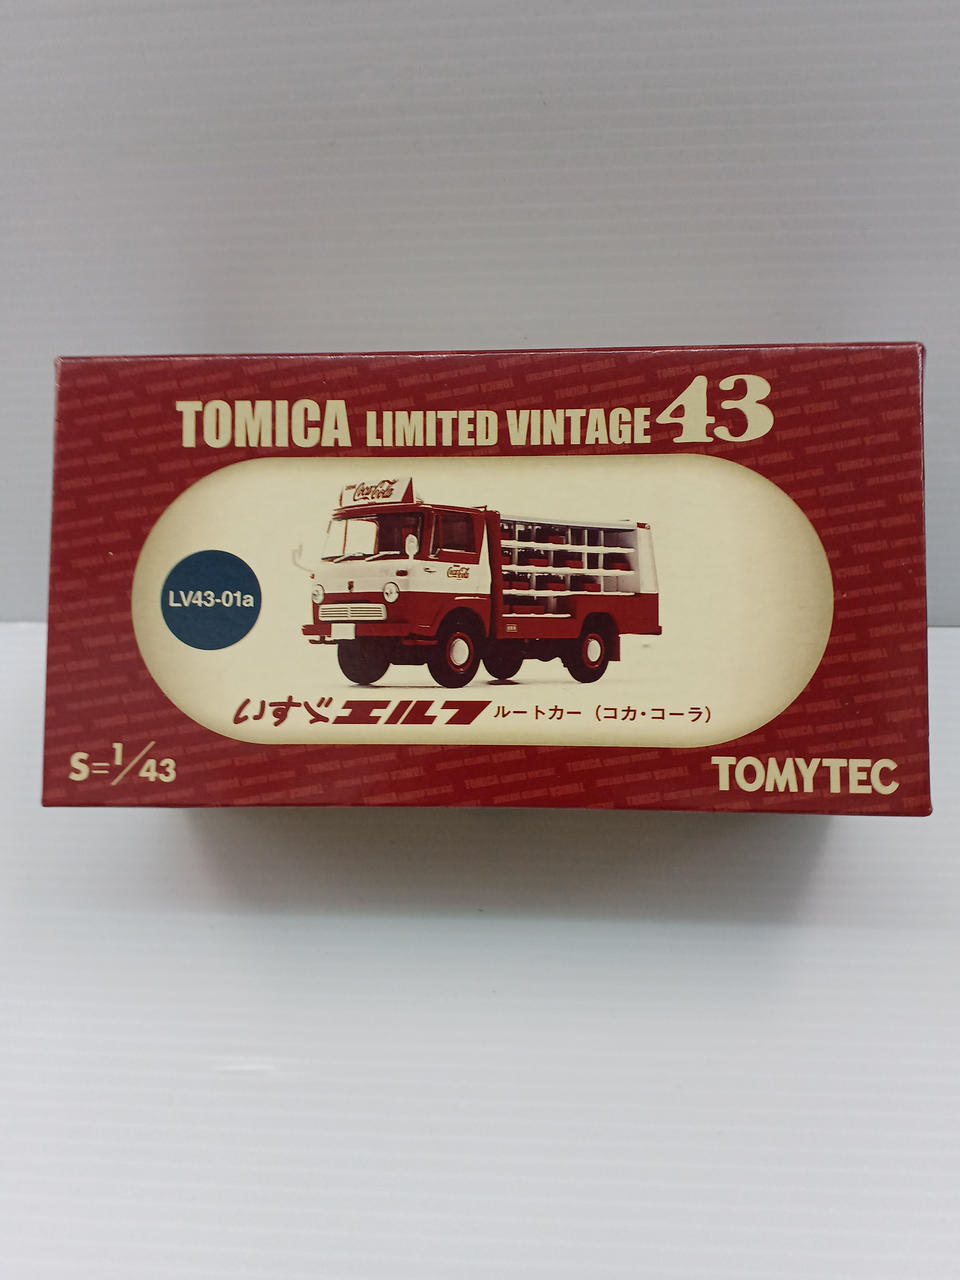 TOMICA LIMITED VINTAGE 43
Coca-Cola
LV43-01a
Coca-Cola
いすゞエルフ ルートカー（コカ・コーラ）
S=1/43
TOMYTEC